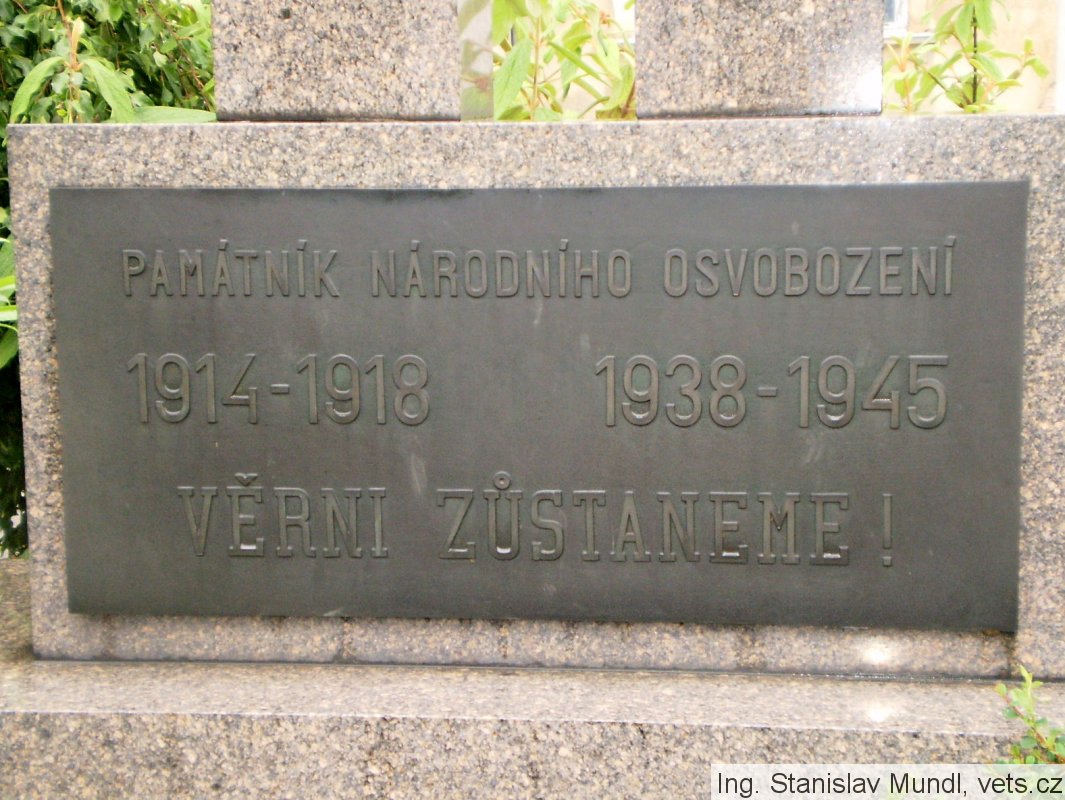 PAMÁTNÍK NÁRODNÍHO OSVOBOZENÍ
1914-1918 1938-1945
VĚRNI ZŮSTANEME!
Ing. Stanislav Mundl, vets.cz